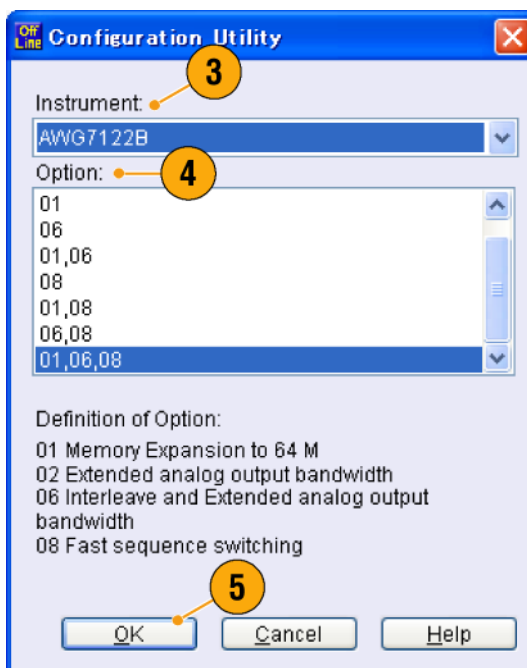 Off Line Configuration Utility
3
Instrument:
AWG7122B
4
Option:
01
06
01,06
08
01,08
06,08
01,06,08
Definition of Option:
01 Memory Expansion to 64 M
02 Extended analog output bandwidth
06 Interleave and Extended analog output
bandwidth
08 Fast sequence switching
5
OK
Cancel
Help